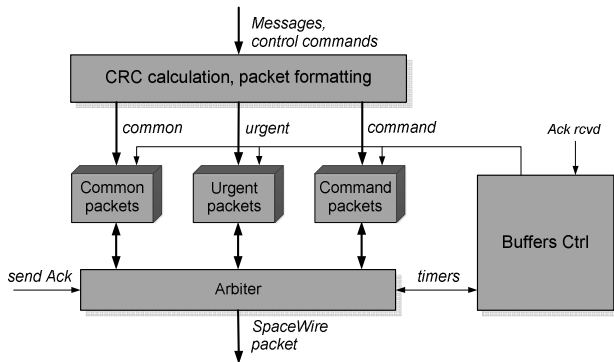 Messages,
control commands
CRC calculation, packet formatting
common
urgent
command
Ack rcvd
Common
packets
Urgent
packets
Command
packets
Buffers Ctrl
send Ack
Arbiter
timers
SpaceWire
packet